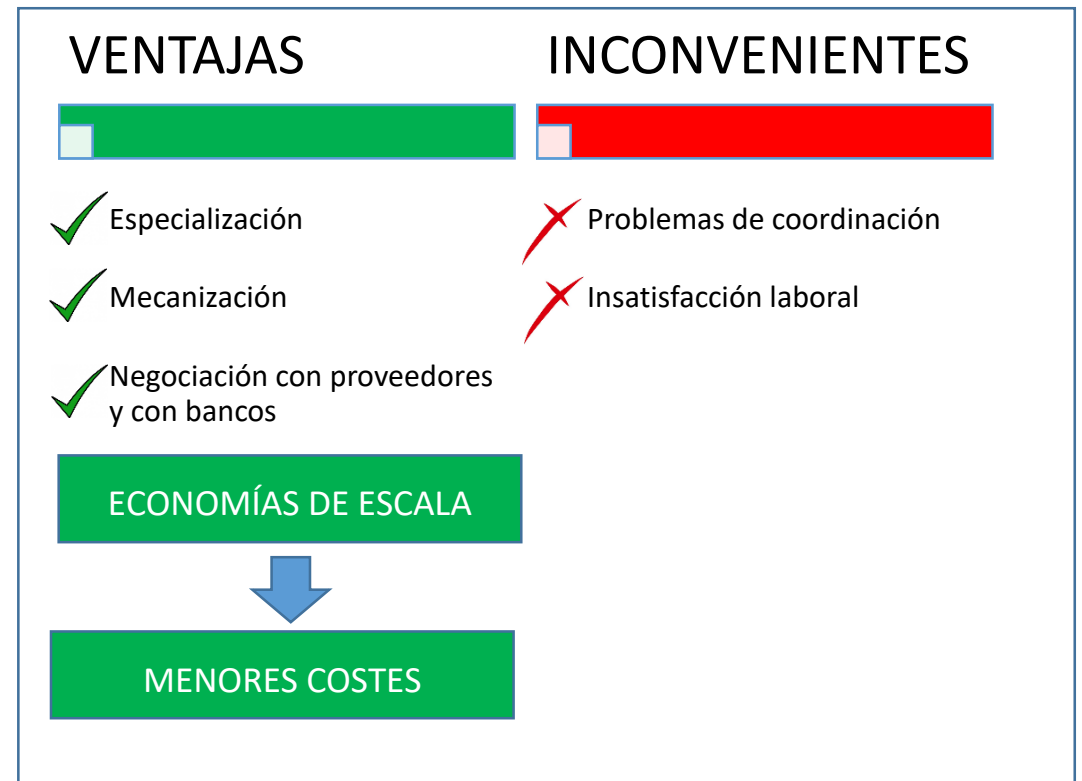 VENTAJAS
Especialización
Mecanización
Negociación con proveedores
y con bancos
ECONOMÍAS DE ESCALA
MENORES COSTES
INCONVENIENTES
Problemas de coordinación
Insatisfacción laboral